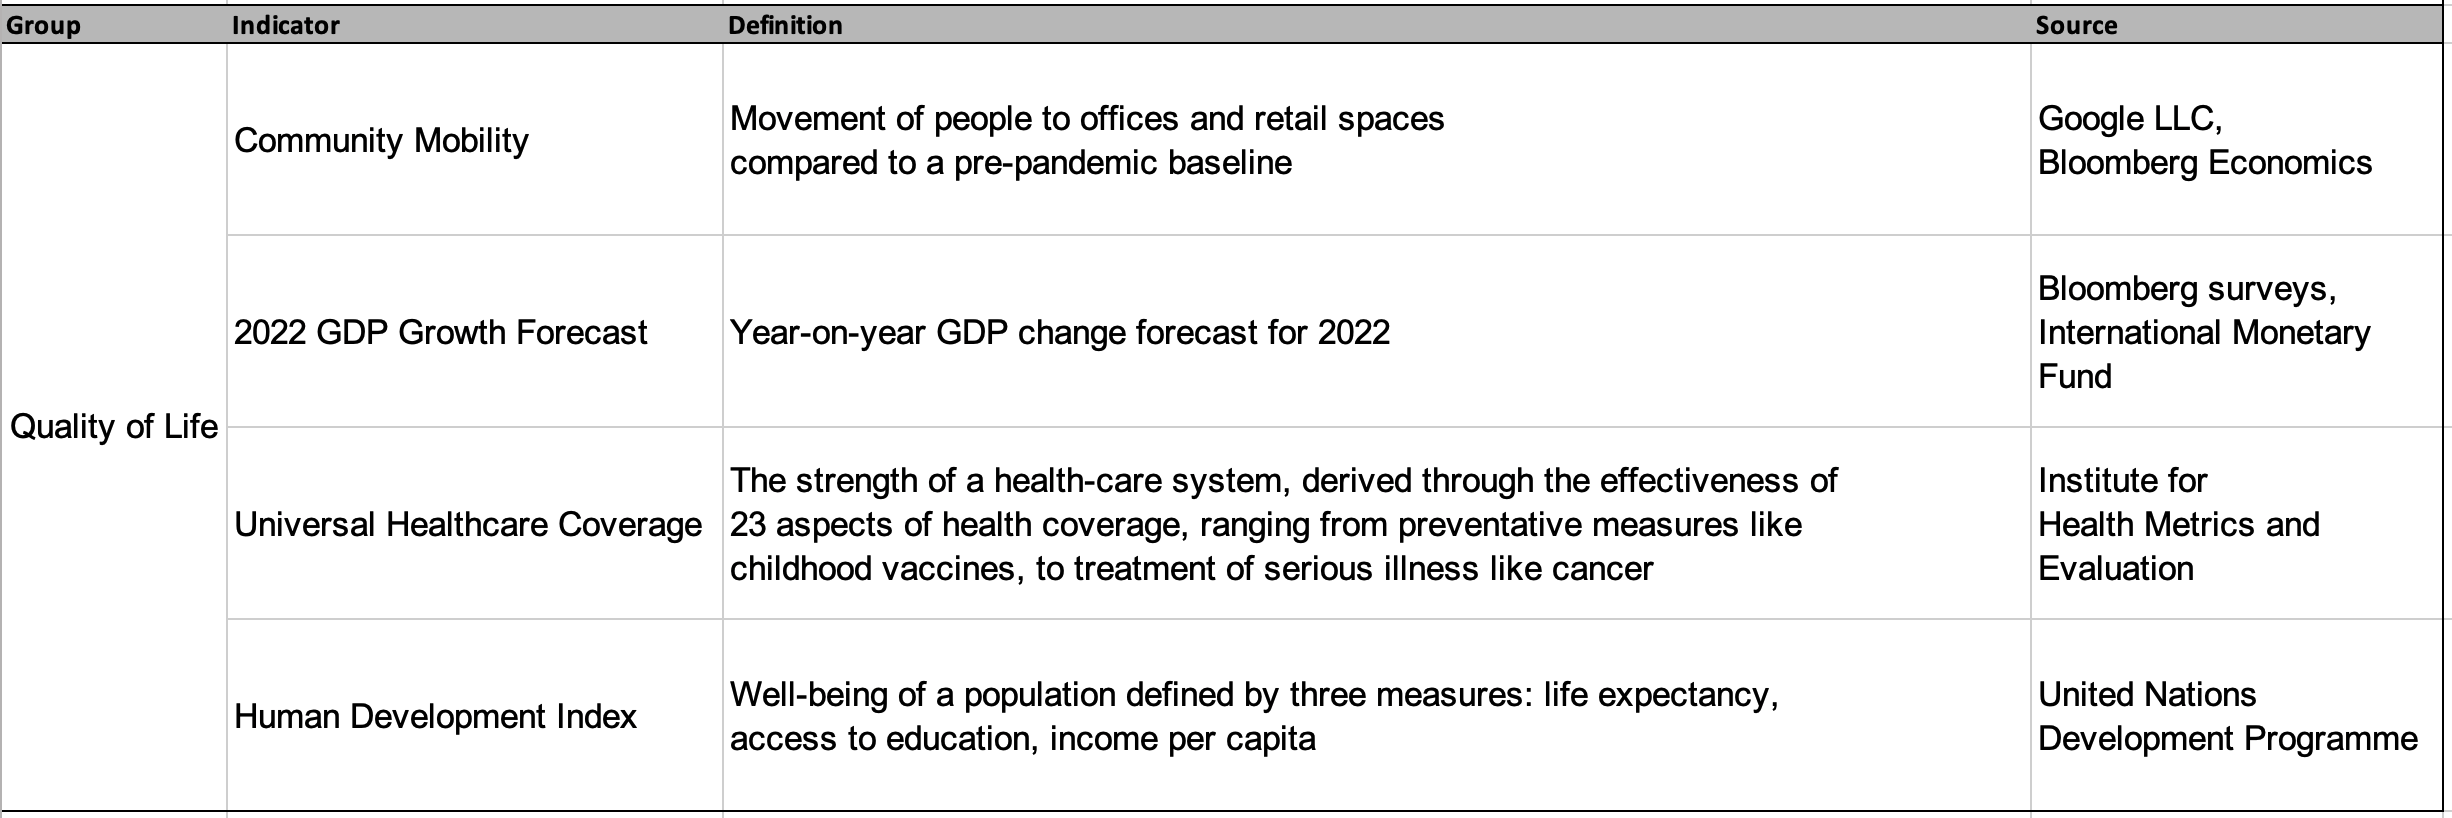 Group Indicator Definition Source
Quality of Life
Community Mobility
Movement of people to offices and retail spaces
compared to a pre-pandemic baseline
Google LLC,
Bloomberg Economics
2022 GDP Growth Forecast
Year-on-year GDP change forecast for 2022
Bloomberg surveys,
International Monetary
Fund
Universal Healthcare Coverage
The strength of a health-care system, derived through the effectiveness of
23 aspects of health coverage, ranging from preventative measures like
childhood vaccines, to treatment of serious illness like cancer
Institute for
Health Metrics and
Evaluation
Human Development Index
Well-being of a population defined by three measures: life expectancy,
access to education, income per capita
United Nations
Development Programme